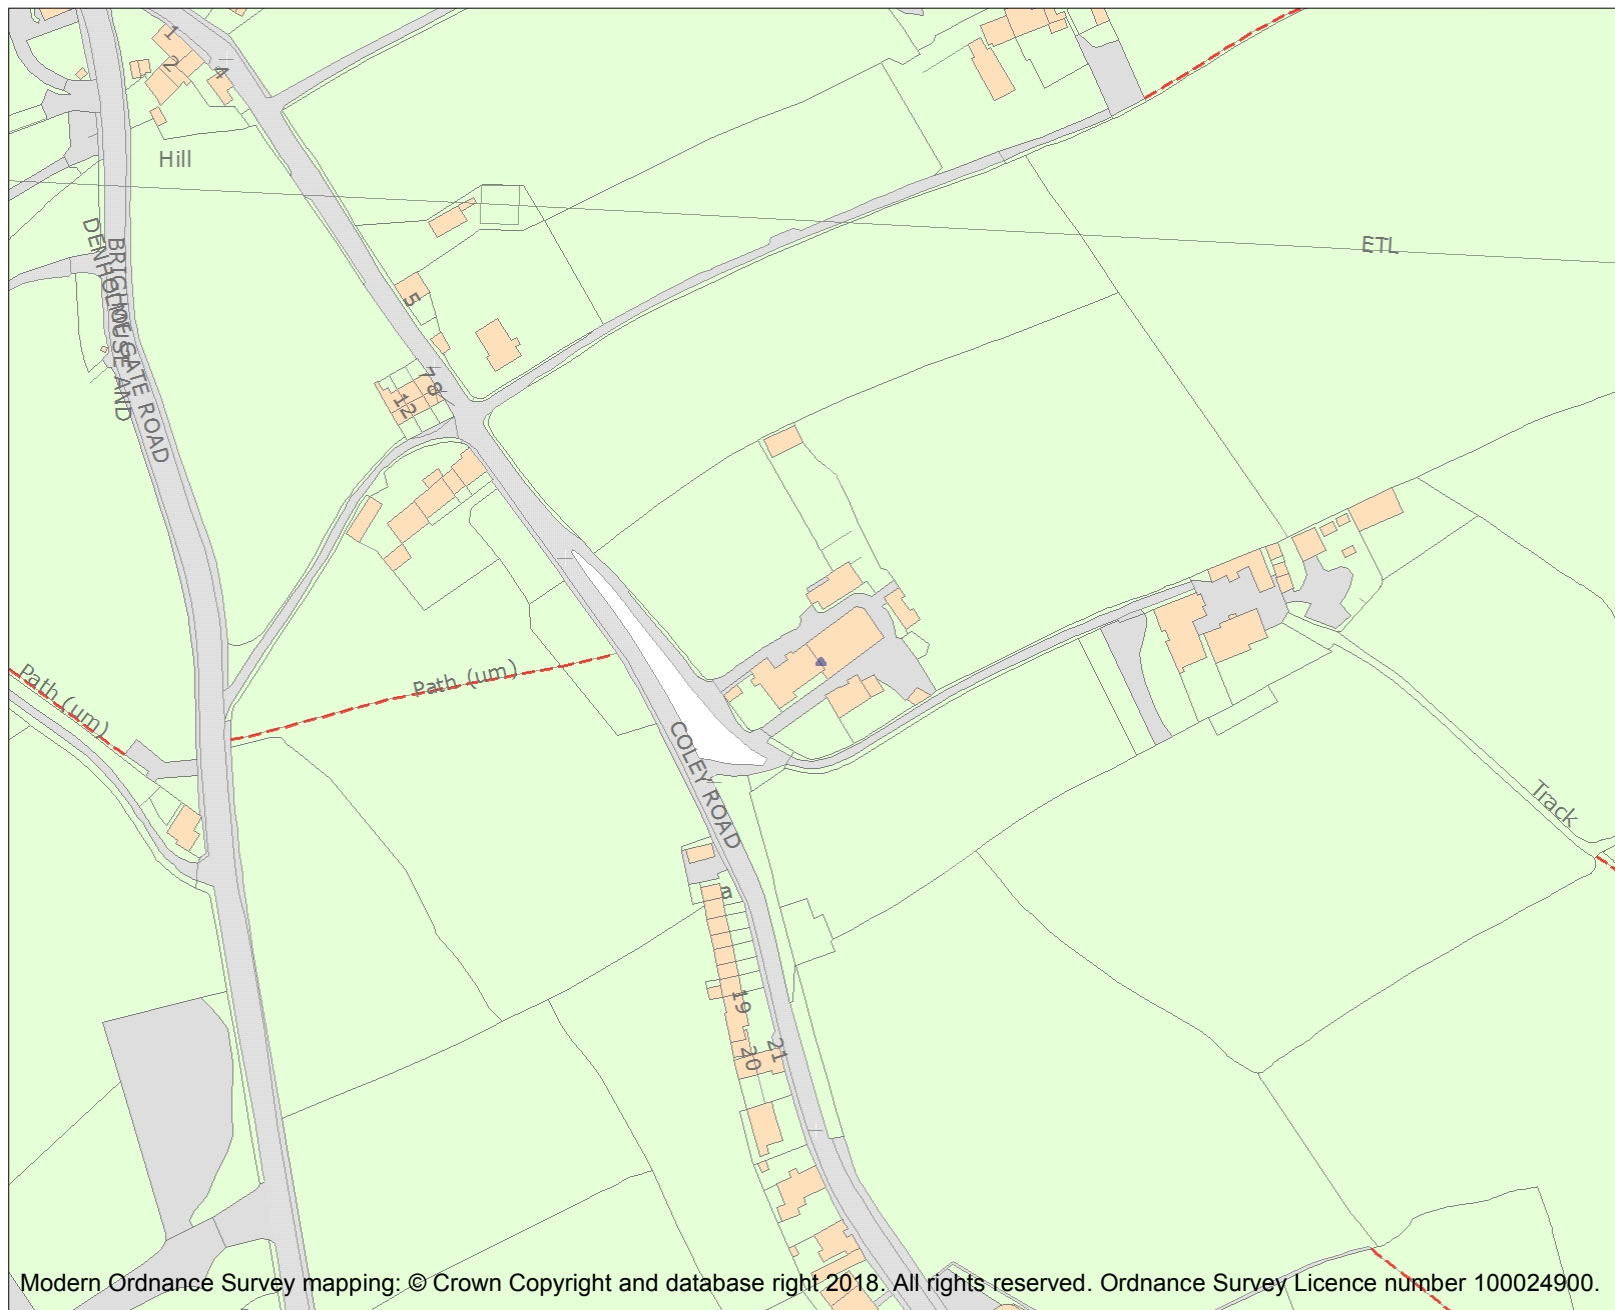 1
2
4
Hill
ETL
DENHOLMEGATE ROAD
BRIGHOUSE AND
5
7
8
12
Path (um)
Path (um)
COLEY ROAD
Track
8
19
20
21
Modern Ordnance Survey mapping: © Crown Copyright and database right 2018. All rights reserved. Ordnance Survey Licence number 100024900.